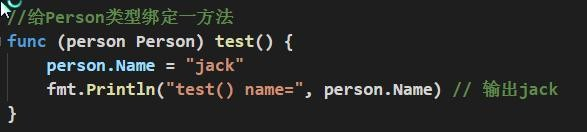 //给Person类型绑定一方法
func (person Person) test() {
    person.Name = "jack"
    fmt.Println("test() name=", person.Name) // 输出jack
}